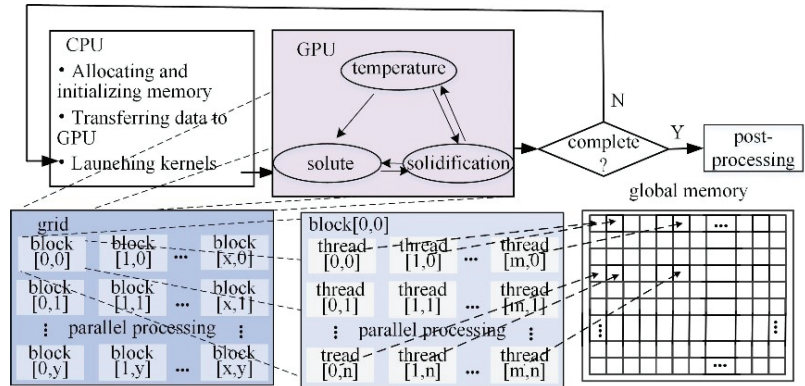 CPU
• Allocating and
initializing memory
• Transferring data to
GPU
• Launching kernels
GPU
temperature
solute
solidification
N
complete
?
Y
post-
processing
grid
block
[0,0]
block
[1,0]
...
block
[x,0]
block
[0,1]
block
[1,1]
block
[x,1]
⋮ parallel processing ⋮
block
[0,y]
block
[1,y]
...
block
[x,y]
block[0,0]
thread
[0,0]
thread
[1,0]
...
thread
[m,0]
thread
[0,1]
thread
[1,1]
thread
[m,1]
⋮ parallel processing ⋮
tread
[0,n]
thread
[1,n]
...
thread
[m,n]
global memory
...
⋮ ⋮
...